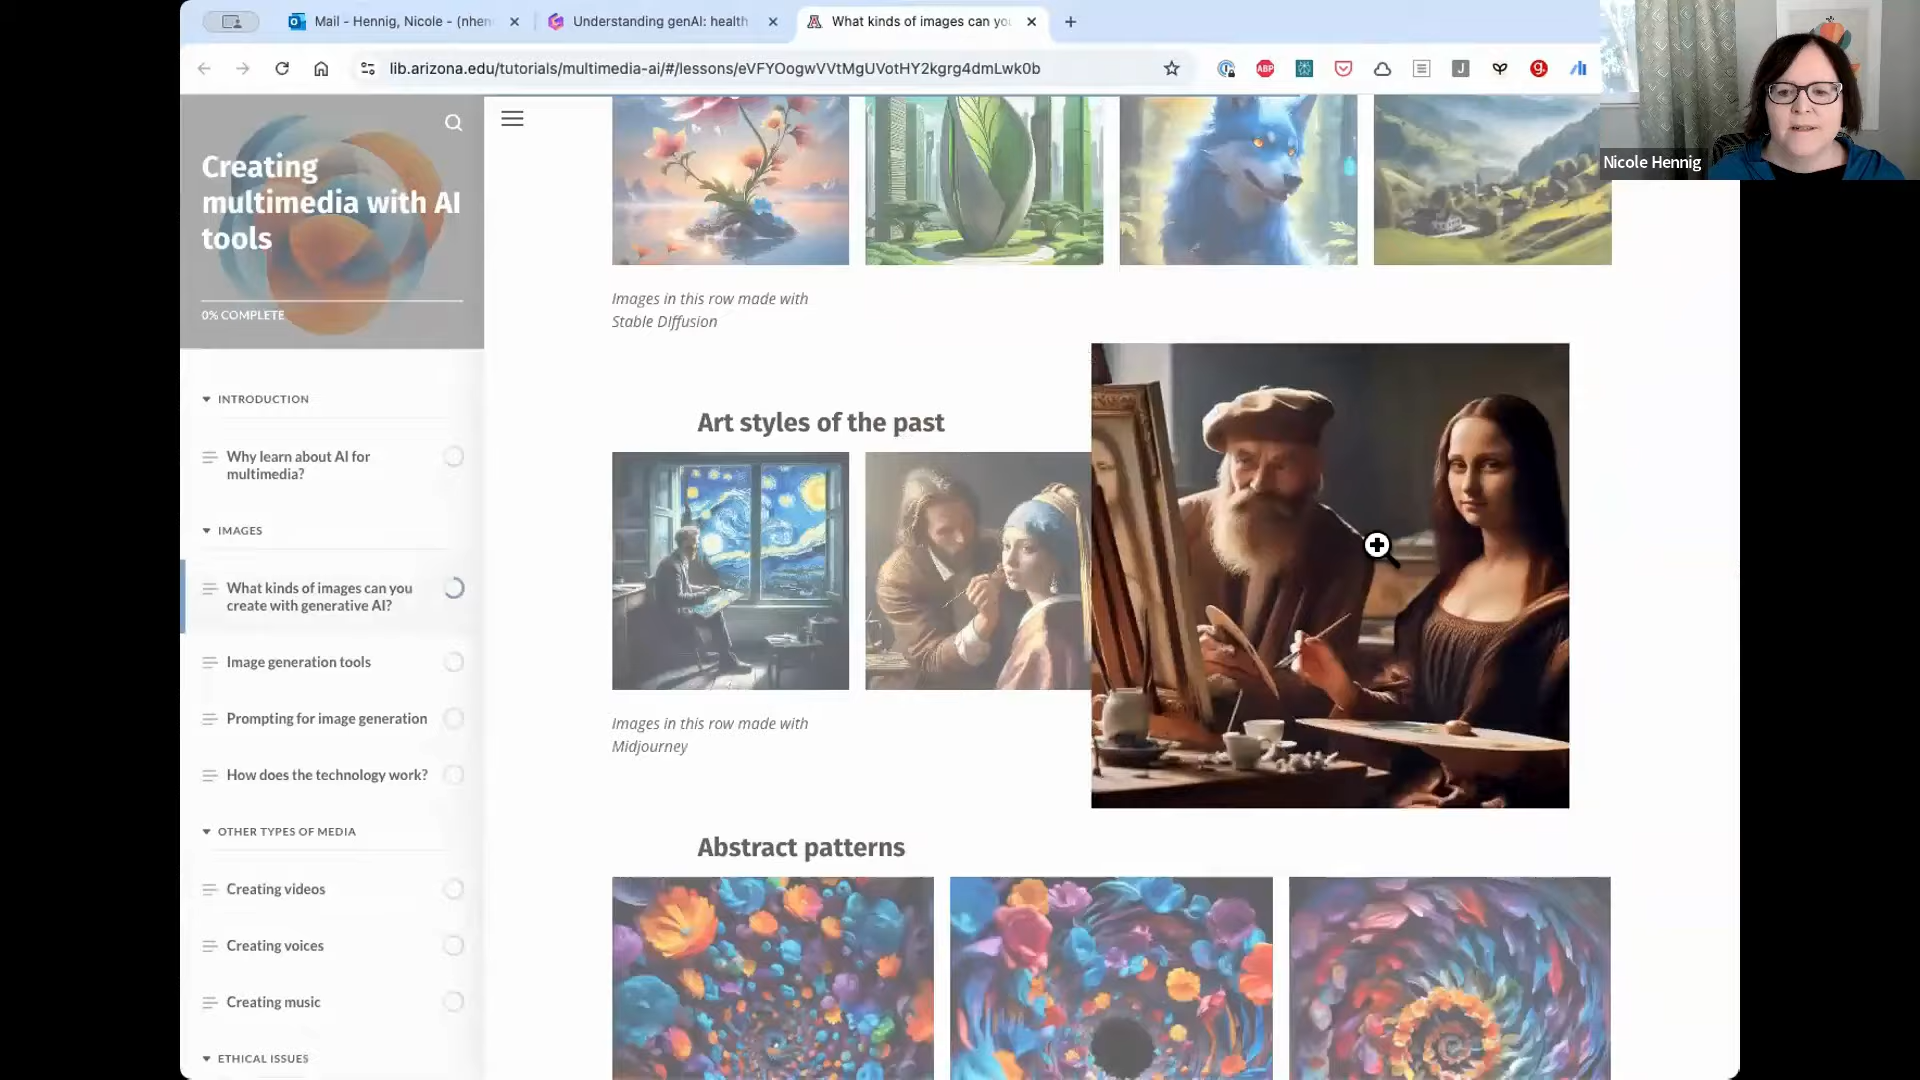 Mail - Hennig, Nicole - (nhen
Understanding genAI: health
What kinds of images can you
lib.arizona.edu/tutorials/multimedia-ai/#/lessons/eVFYOogwVVtMgUVotHY2kgrg4dmLwk0b
ABP
J
g.
Nicole Hennig
Creating
multimedia with AI
tools
0% COMPLETE
INTRODUCTION
Why learn about AI for
multimedia?
IMAGES
What kinds of images can you
create with generative AI?
Image generation tools
Prompting for image generation
How does the technology work?
OTHER TYPES OF MEDIA
Creating videos
Creating voices
Creating music
ETHICAL ISSUES
Images in this row made with
Stable DIffusion
Art styles of the past
Images in this row made with
Midjourney
Abstract patterns